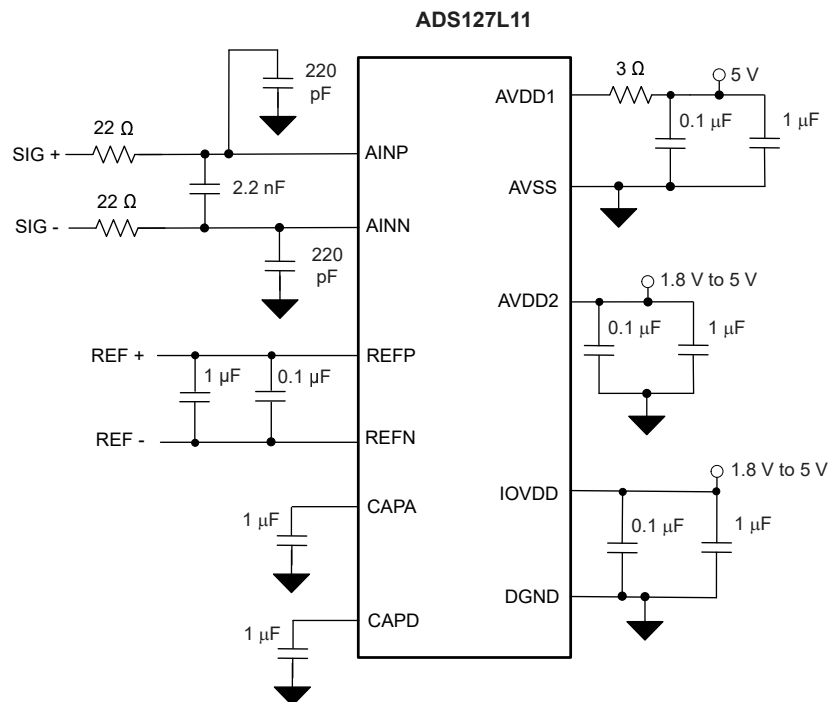 ADS127L11
220
pF
22 Ω
SIG +
AINP
2.2 nF
22 Ω
SIG -
AINN
220
pF
REF +
REFP
1 µF
0.1 µF
REF -
REFN
1 µF
CAPA
1 µF
CAPD
AVDD1
3 Ω
5 V
0.1 µF
1 µF
AVSS
AVDD2
1.8 V to 5 V
0.1 µF
1 µF
IOVDD
1.8 V to 5 V
0.1 µF
1 µF
DGND